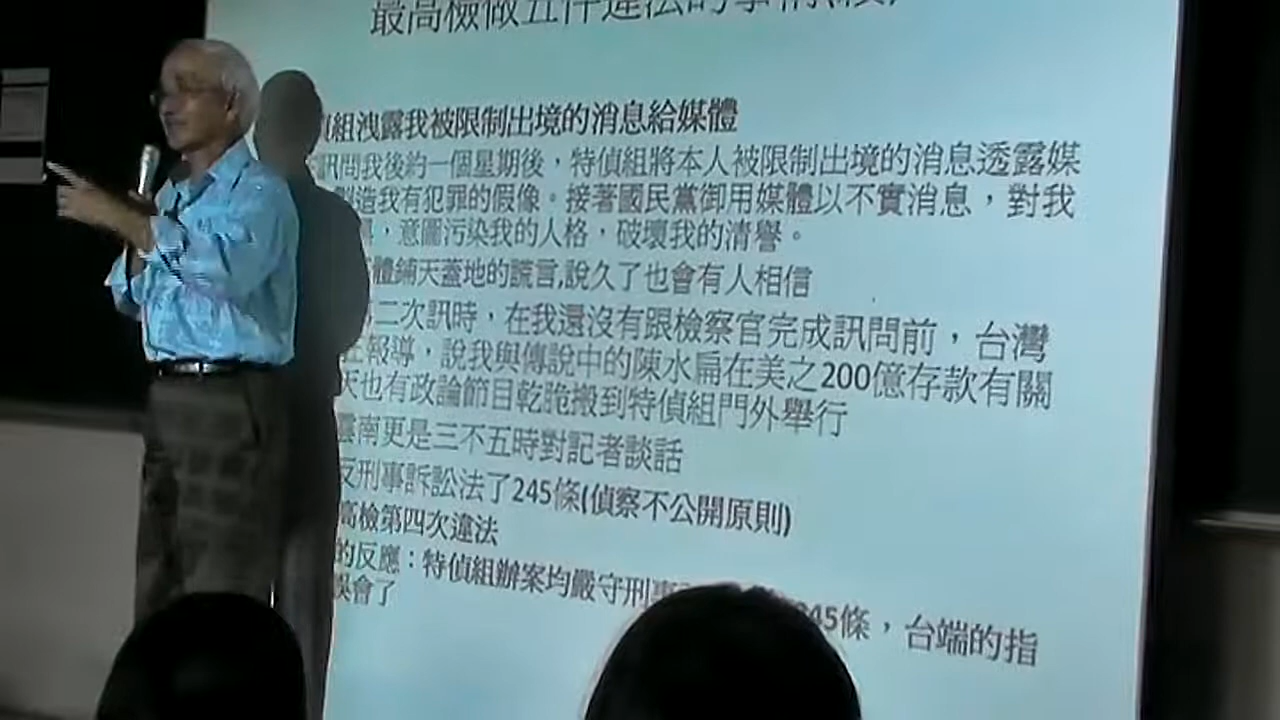 最高檢做五件違法的事情(續)
偵組洩露我被限制出境的消息給媒體
訊問我後約一個星期後，特偵組將本人被限制出境的消息透露媒
製造我有犯罪的假像。接著國民黨御用媒體以不實消息，對我
，意圖污染我的人格，破壞我的清譽。
體鋪天蓋地的謊言,說久了也會有人相信
二次訊時，在我還沒有跟檢察官完成訊問前，台灣
報導，說我與傳說中的陳水扁在美之200億存款有關
天也有政論節目乾脆搬到特偵組門外舉行
雲南更是三不五時對記者談話
反刑事訴訟法了245條(偵察不公開原則)
高檢第四次違法
的反應：特偵組辦案均嚴守刑事 245條，台端的指
誤會了